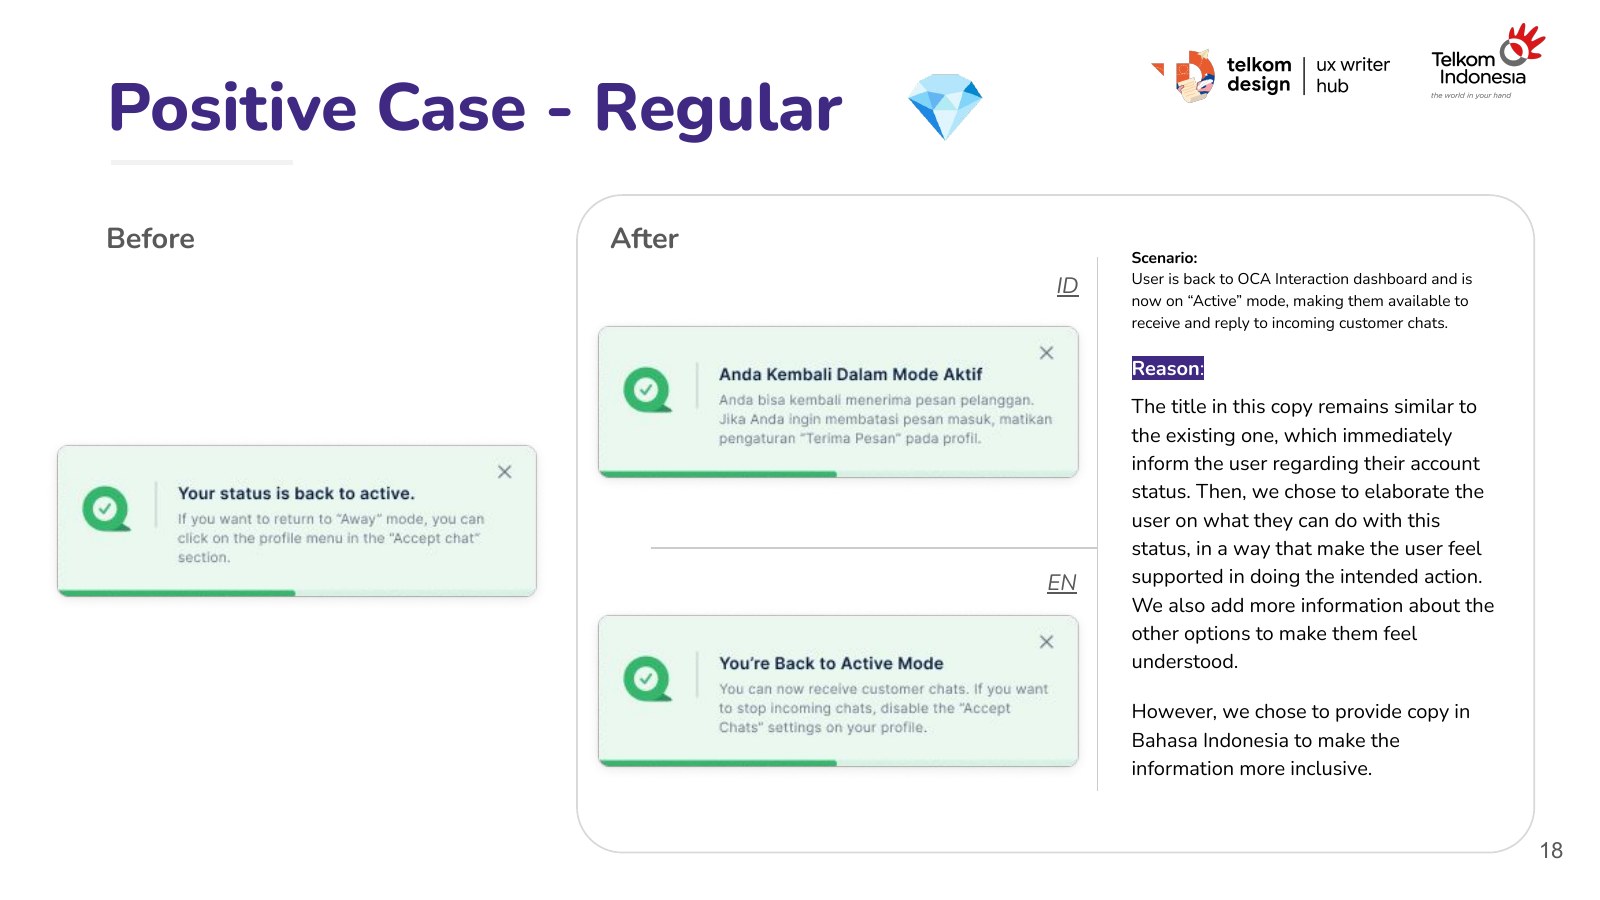 Positive Case - Regular
telkom
design
ux writer
hub
Telkom
Indonesia
the world in your hand
Before
Your status is back to active.
If you want to return to "Away" mode, you can
click on the profile menu in the "Accept chat"
section.
After
ID
Anda Kembali Dalam Mode Aktif
Anda bisa kembali menerima pesan pelanggan.
Jika Anda ingin membatasi pesan masuk, matikan
pengaturan "Terima Pesan" pada profil.
EN
You're Back to Active Mode
You can now receive customer chats. If you want
to stop incoming chats, disable the "Accept
Chats" settings on your profile.
Scenario:
User is back to OCA Interaction dashboard and is
now on “Active” mode, making them available to
receive and reply to incoming customer chats.
Reason:
The title in this copy remains similar to
the existing one, which immediately
inform the user regarding their account
status. Then, we chose to elaborate the
user on what they can do with this
status, in a way that make the user feel
supported in doing the intended action.
We also add more information about the
other options to make them feel
understood.
However, we chose to provide copy in
Bahasa Indonesia to make the
information more inclusive.
18